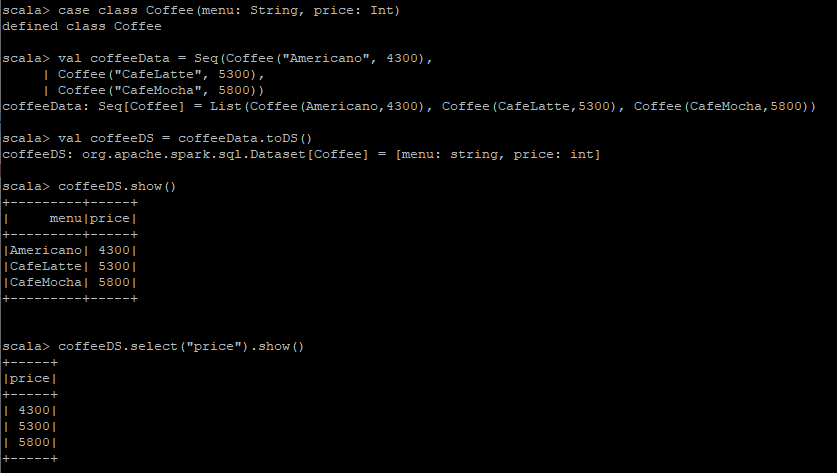 scala> case class Coffee(menu: String, price: Int)
defined class Coffee
scala> val coffeeData = Seq(Coffee("Americano", 4300),
     | Coffee("CafeLatte", 5300),
     | Coffee("CafeMocha", 5800))
coffeeData: Seq[Coffee] = List(Coffee(Americano,4300), Coffee(CafeLatte,5300), Coffee(CafeMocha,5800))
scala> val coffeeDS = coffeeData.toDS()
coffeeDS: org.apache.spark.sql.Dataset[Coffee] = [menu: string, price: int]
scala> coffeeDS.show()
+---------+-----+
|     menu|price|
+---------+-----+
|Americano| 4300|
|CafeLatte| 5300|
|CafeMocha| 5800|
+---------+-----+
scala> coffeeDS.select("price").show()
+-----+
|price|
+-----+
| 4300|
| 5300|
| 5800|
+-----+